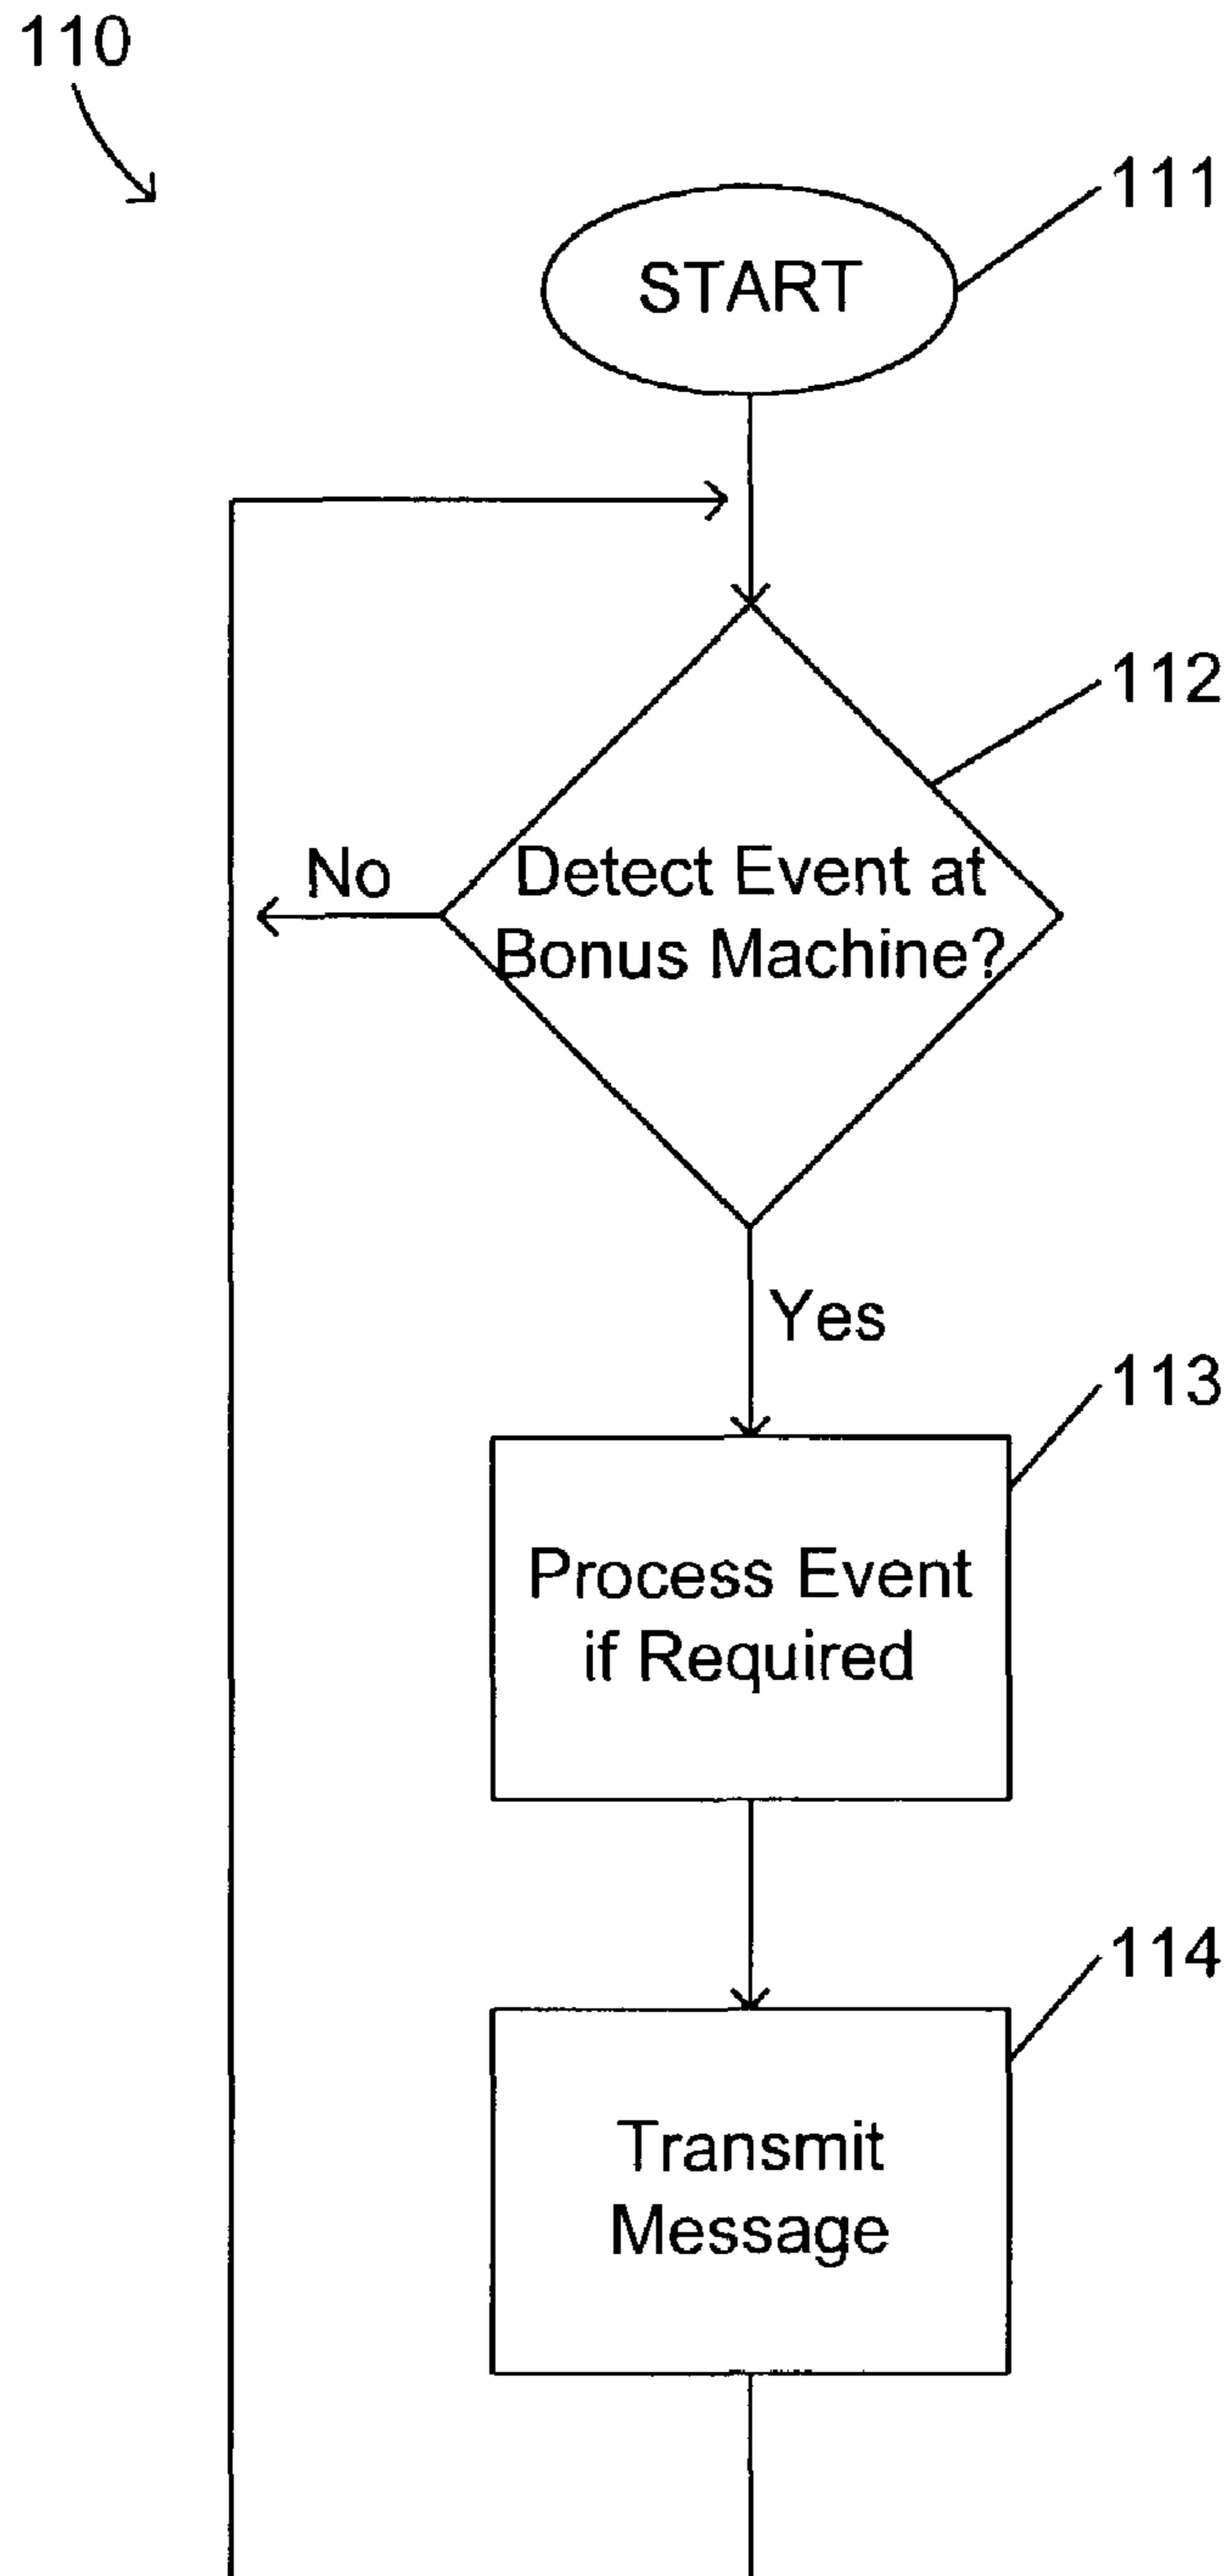 110
111
START
112
No
Detect Event at
Bonus Machine?
Yes
113
Process Event
if Required
114
Transmit
Message